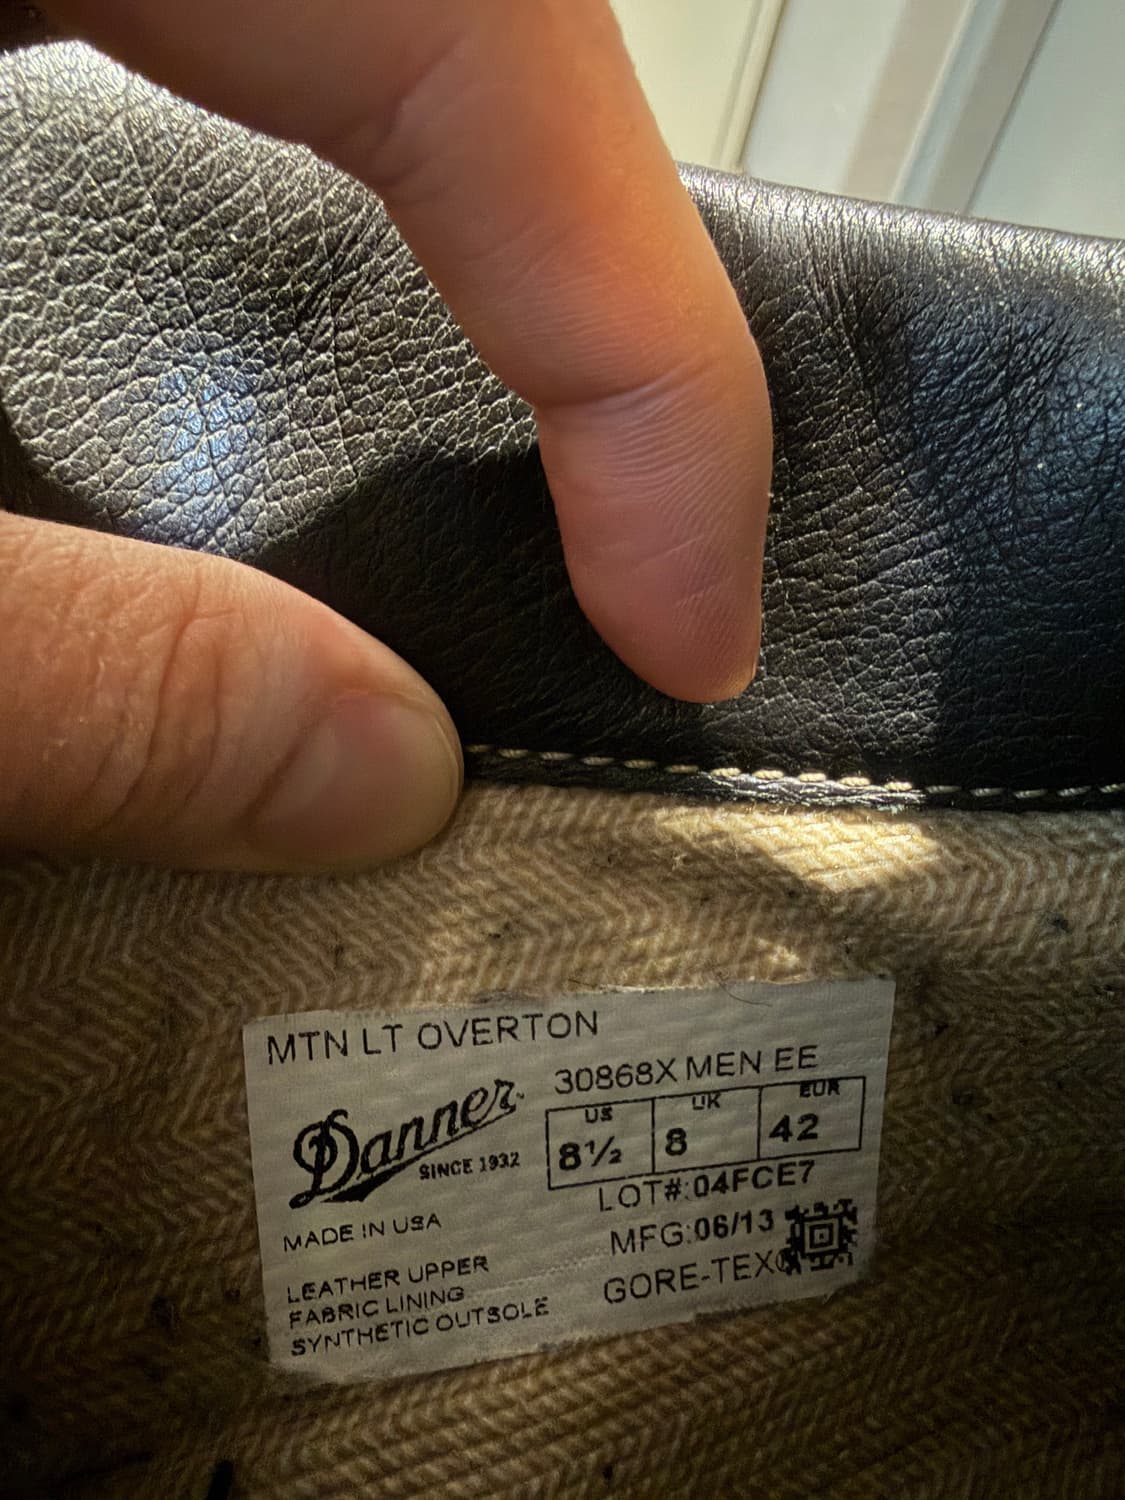 MTN LT OVERTON
30868X MEN EE
Danner
SINCE 1932
US UK EUR
8½ 8 42
LOT#:04FCE7
MADE IN USA
MFG:06/13
GORE-TEX®
LEATHER UPPER
FABRIC LINING
SYNTHETIC OUTSOLE